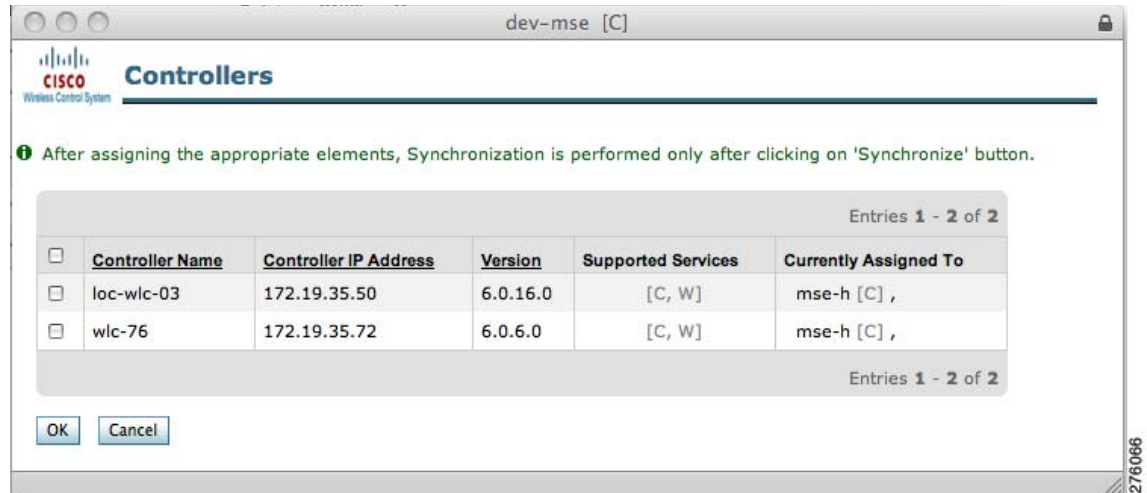 dev-mse [C]
CISCO
Wireless Control System
Controllers
After assigning the appropriate elements, Synchronization is performed only after clicking on 'Synchronize' button.
Entries 1 - 2 of 2
Controller Name Controller IP Address Version Supported Services Currently Assigned To
loc-wlc-03 172.19.35.50 6.0.16.0 [C, W] mse-h [C] ,
wlc-76 172.19.35.72 6.0.6.0 [C, W] mse-h [C] ,
Entries 1 - 2 of 2
OK Cancel
276066